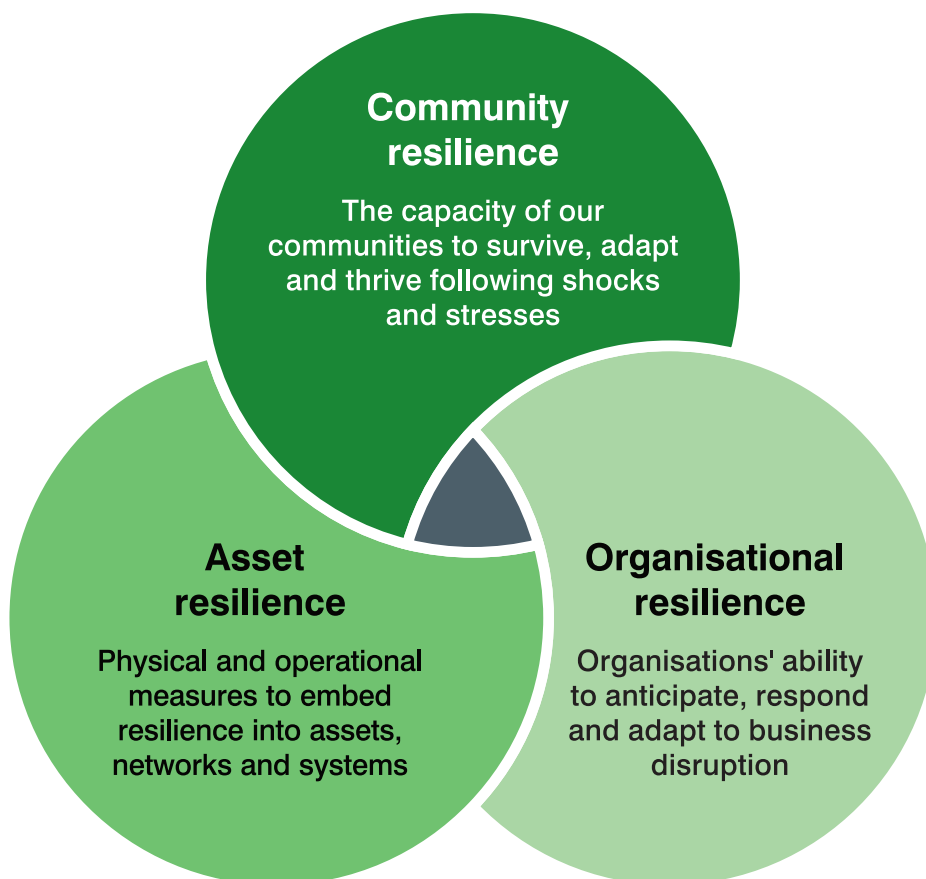 Community
resilience
The capacity of our
communities to survive, adapt
and thrive following shocks
and stresses
Asset
resilience
Physical and operational
measures to embed
resilience into assets,
networks and systems
Organisational
resilience
Organisations' ability
to anticipate, respond
and adapt to business
disruption